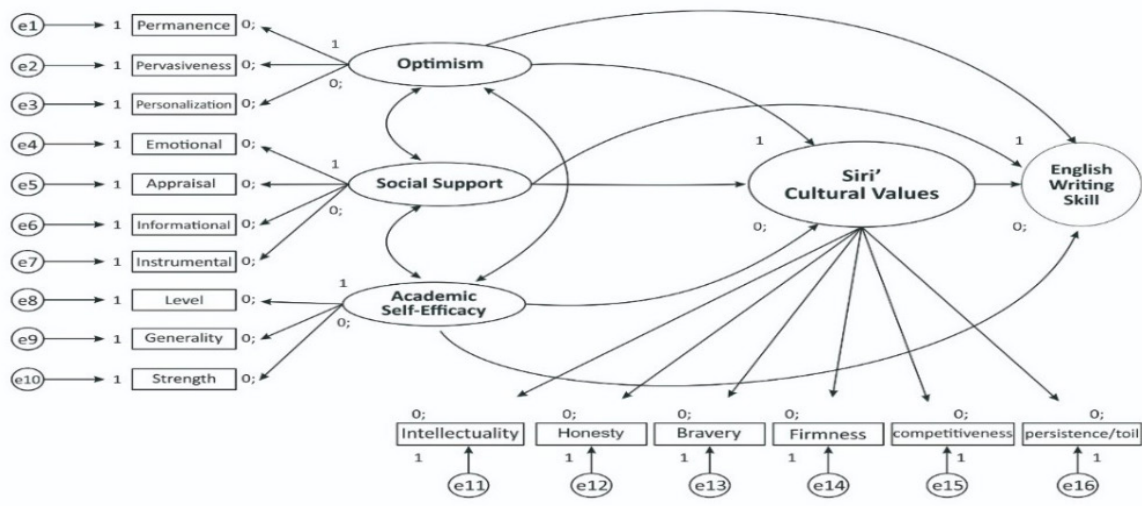 e1 1 Permanence 0;
e2 1 Pervasiveness 0;
e3 1 Personalization 0;
1
Optimism
0;
e4 1 Emotional 0;
e5 1 Appraisal 0;
e6 1 Informational 0;
e7 1 Instrumental 0;
1
Social Support
0;
e8 1 Level 0;
e9 1 Generality 0;
e10 1 Strength 0;
1
Academic
Self-Efficacy
0;
1
Siri’
Cultural Values
0;
1
English
Writing
Skill
0;
0; 0; 0; 0; 0; 0;
Intellectuality Honesty Bravery Firmness competitiveness persistence/toil
1 1 1 1 1 1
e11 e12 e13 e14 e15 e16